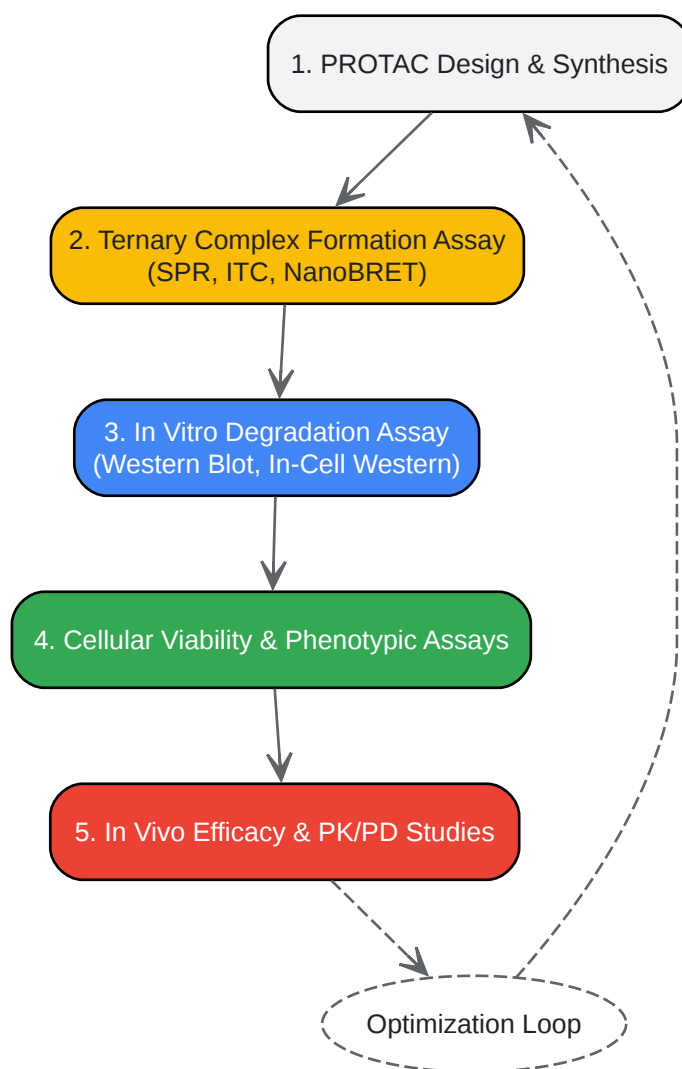 1. PROTAC Design & Synthesis
2. Ternary Complex Formation Assay
(SPR, ITC, NanoBRET)
3. In Vitro Degradation Assay
(Western Blot, In-Cell Western)
4. Cellular Viability & Phenotypic Assays
5. In Vivo Efficacy & PK/PD Studies
Optimization Loop